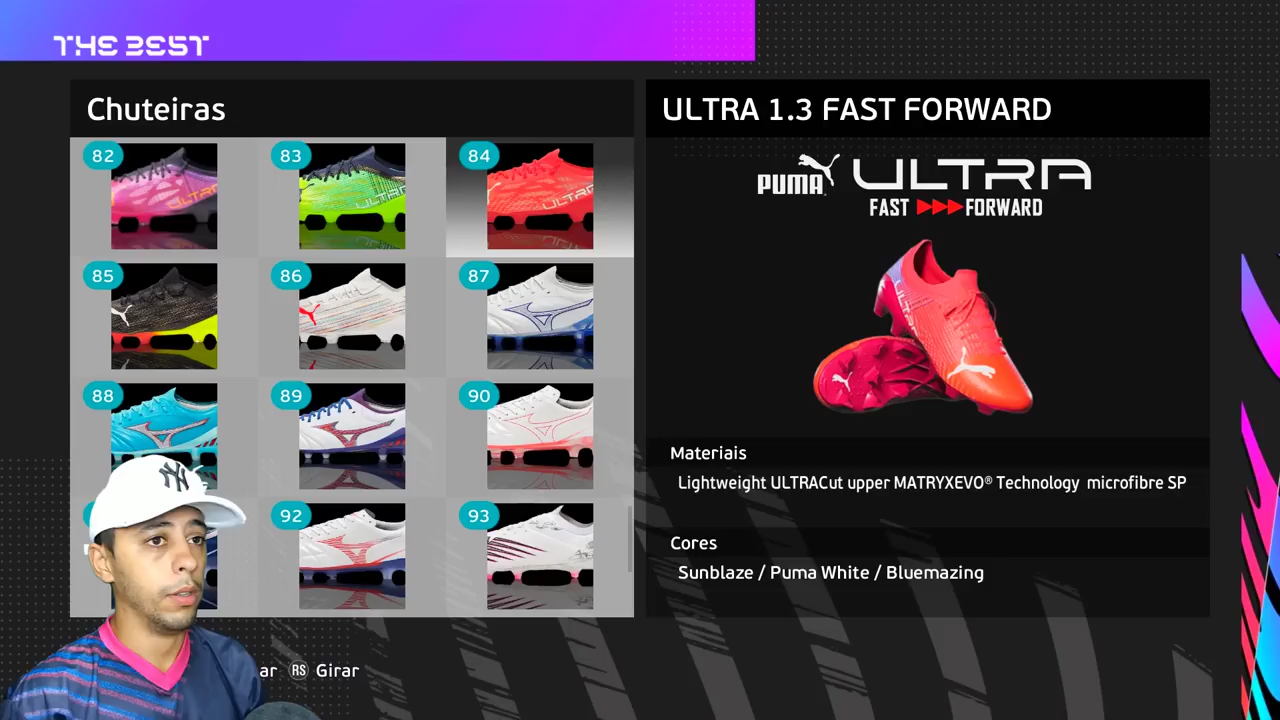 THE BEST
Chuteiras
82
83
84
85
86
87
88
89
90
92
93
ULTRA 1.3 FAST FORWARD
PUMA ULTRA
FAST FORWARD
Materiais
Lightweight ULTRACut upper MATRYXEVO® Technology microfibre SP
Cores
Sunblaze / Puma White / Bluemazing
ar RS Girar
NY